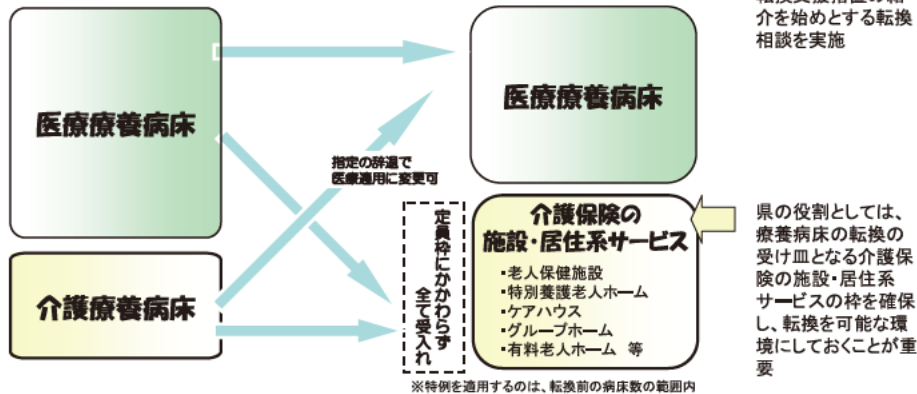 介を始めとする転換
相談を実施
医療療養病床
医療療養病床
指定の辞退で
医療適用に変更可
介護療養病床
定員枠にかかわらず
全て受入れ
介護保険の
施設・居住系サービス
・老人保健施設
・特別養護老人ホーム
・ケアハウス
・グループホーム
・有料老人ホーム 等
※特例を適用するのは、転換前の病床数の範囲内
県の役割としては、
療養病床の転換の
受け皿となる介護保
険の施設・居住系
サービスの枠を確保
し、転換を可能な環
境にしておくことが重
要